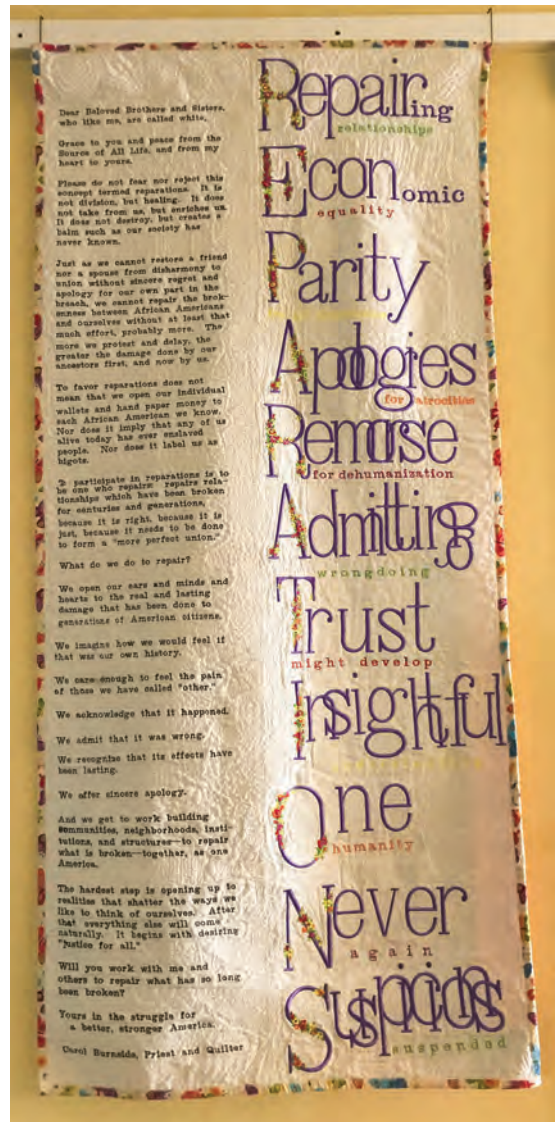 Dear Beloved Brothers and Sisters,
who like me, are called white,
Grace to you and peace from the
Source of All Life, and from my
heart to yours.
Please do not fear nor reject this
concept termed reparations. It is
not division, but healing. It does
not take from us, but enriches us.
It does not destroy, but creates a
balm such as our society has
never known.
Just as we cannot restore a friend
nor a spouse from disharmony to
union without sincere regret and
apology for our own part in the
breach, we cannot repair the brok-
enness between African Americans
and ourselves without at least that
much effort, probably more. The
more we protest and delay, the
greater the damage done by our
ancestors first, and now by us.
To favor reparations does not
mean that we open our individual
wallets and hand paper money to
each African American we know.
Nor does it imply that any of us
alive today has ever enslaved
people. Nor does it label us as
bigots.
To participate in reparations is to
be one who repairs: repairs rela-
tionships which have been broken
for centuries and generations,
because it is right, because it is
just, because it needs to be done
to form a "more perfect union."
What do we do to repair?
We open our ears and minds and
hearts to the real and lasting
damage that has been done to
generations of American citizens.
We imagine how we would feel if
that was our own history.
We care enough to feel the pain
of those we have called "other."
We acknowledge that it happened.
We admit that it was wrong.
We recognize that its effects have
been lasting.
We offer sincere apology.
And we get to work building
communities, neighborhoods, insti-
tutions, and structures—to repair
what is broken—together, as one
America.
The hardest step is opening up to
realities that shatter the ways we
like to think of ourselves. After
that everything else will come
naturally. It begins with desiring
"justice for all."
Will you work with me and
others to repair what has so long
been broken?
Yours in the struggle for
a better, stronger America.
Carol Burnside, Priest and Quilter
Repairing
relationships
Economic
equality
Parity
Apologies
for atrocities
Remorse
for dehumanization
Admitting
wrongdoing
Trust
might develop
Insightful
One
humanity
Never
again
Suspicions
suspended